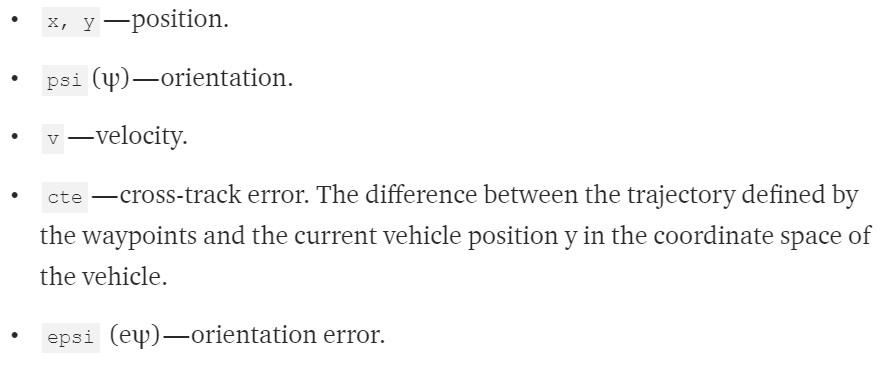 • x, y —position.
• psi (ψ)—orientation.
• v —velocity.
• cte —cross-track error. The difference between the trajectory defined by
the waypoints and the current vehicle position y in the coordinate space of
the vehicle.
• epsi (eψ)—orientation error.